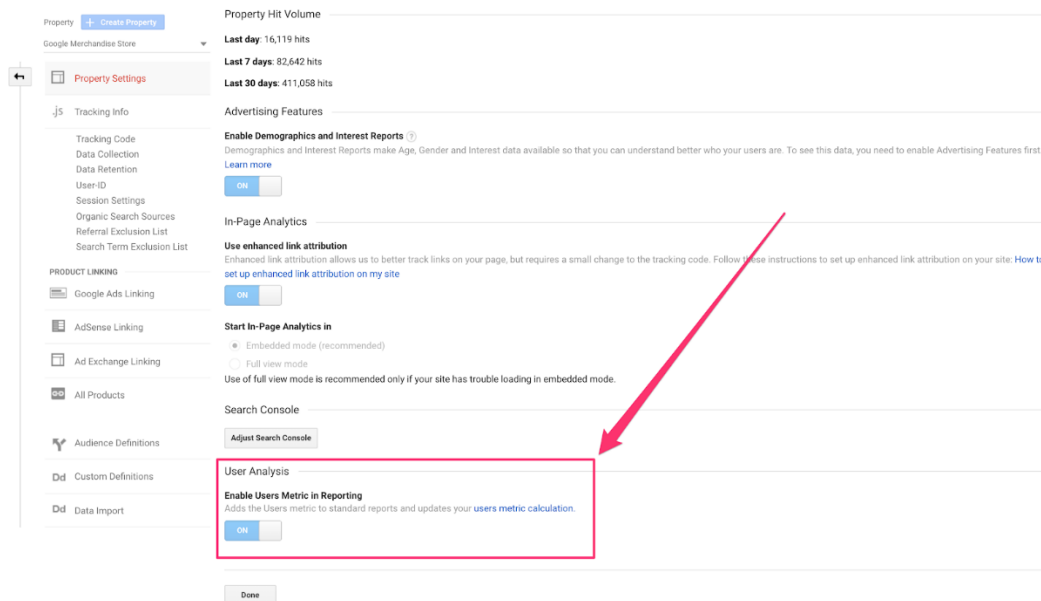 Property
+ Create Property
Google Merchandise Store
Property Settings
.js Tracking Info
Tracking Code
Data Collection
Data Retention
User-ID
Session Settings
Organic Search Sources
Referral Exclusion List
Search Term Exclusion List
PRODUCT LINKING
Google Ads Linking
AdSense Linking
Ad Exchange Linking
All Products
Audience Definitions
Dd Custom Definitions
Dd Data Import
Property Hit Volume
Last day: 16,119 hits
Last 7 days: 82,642 hits
Last 30 days: 411,058 hits
Advertising Features
Enable Demographics and Interest Reports ?
Demographics and Interest Reports make Age, Gender and Interest data available so that you can understand better who your users are. To see this data, you need to enable Advertising Features first.
Learn more
ON
In-Page Analytics
Use enhanced link attribution
Enhanced link attribution allows us to better track links on your page, but requires a small change to the tracking code. Follow these instructions to set up enhanced link attribution on your site: How to
set up enhanced link attribution on my site
ON
Start In-Page Analytics in
Embedded mode (recommended)
Full view mode
Use of full view mode is recommended only if your site has trouble loading in embedded mode.
Search Console
Adjust Search Console
User Analysis
Enable Users Metric in Reporting
Adds the Users metric to standard reports and updates your users metric calculation.
ON
Done